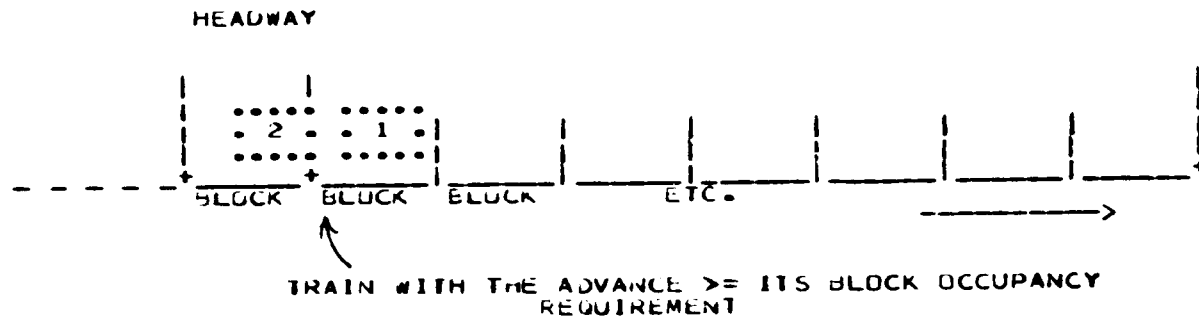 HEADWAY
2 1
BLOCK BLOCK BLOCK ETC.
TRAIN WITH THE ADVANCE >= ITS BLOCK OCCUPANCY
REQUIREMENT